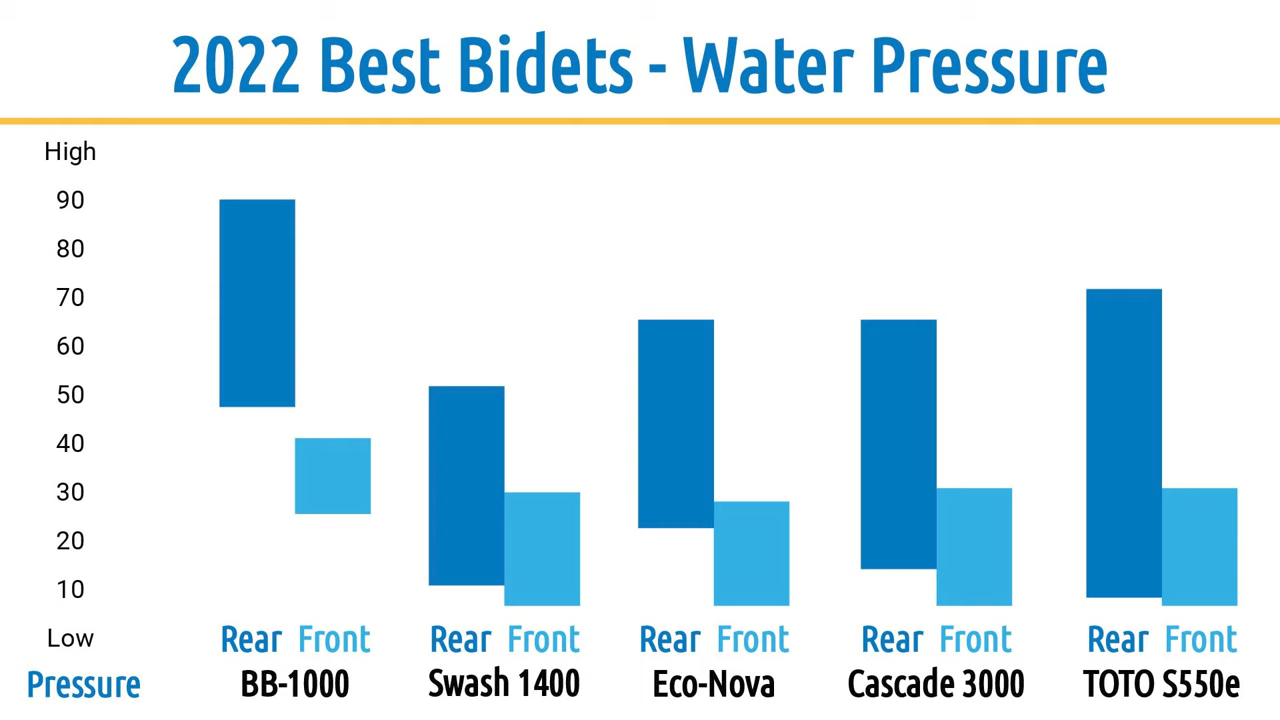 2022 Best Bidets - Water Pressure
High
90
80
70
60
50
40
30
20
10
Low
Rear Front Rear Front Rear Front Rear Front Rear Front
Pressure BB-1000 Swash 1400 Eco-Nova Cascade 3000 TOTO S550e